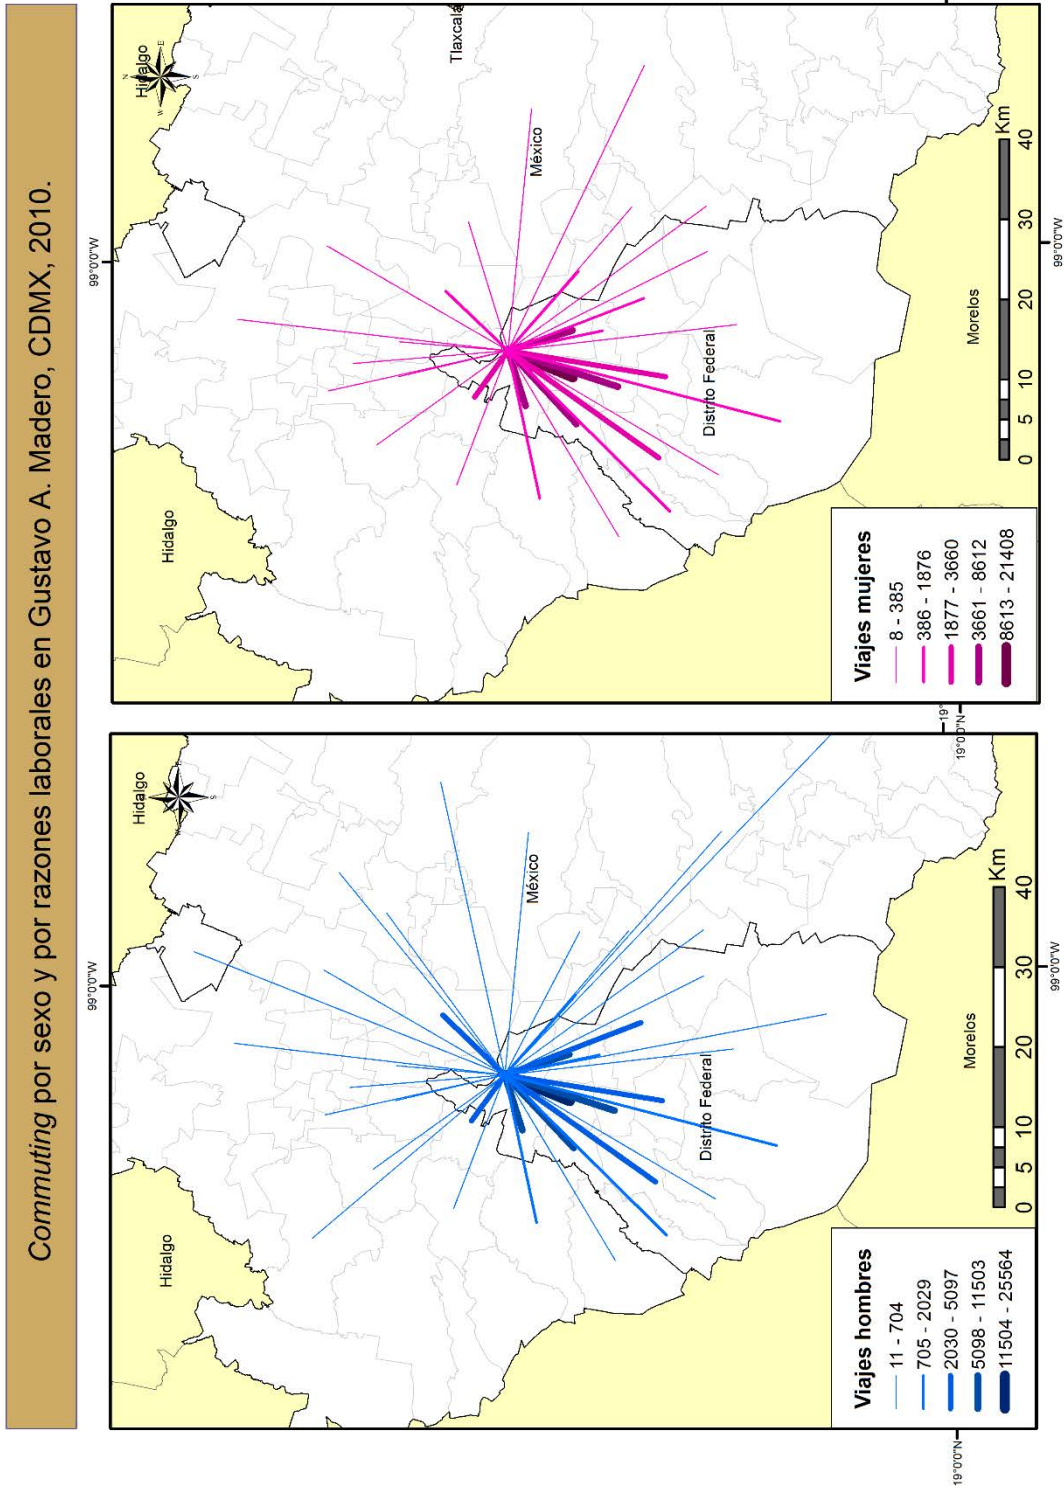 Commuting por sexo y por razones laborales en Gustavo A. Madero, CDMX, 2010.
99°0'0"W
Hidalgo
Hidalgo
N
S
México
Distrito Federal
Morelos
Viajes hombres
11 - 704
705 - 2029
2030 - 5097
5098 - 11503
11504 - 25564
0 5 10 20 30 40 Km
19°0'0"N
99°0'0"W
99°0'0"W
Hidalgo
Hidalgo
N
W E
S
Tlaxcala
México
Distrito Federal
Morelos
Viajes mujeres
8 - 385
386 - 1876
1877 - 3660
3661 - 8612
8613 - 21408
0 5 10 20 30 40 Km
19°
19°0'0"N
99°0'0"W